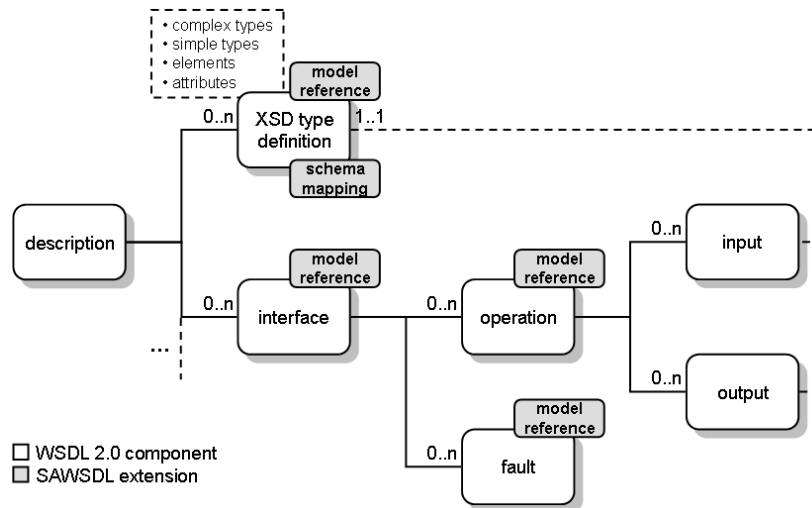 • complex types
• simple types
• elements
• attributes
model
reference
0..n
XSD type
definition
1..1
schema
mapping
description
model
reference
0..n
interface
model
reference
0..n
operation
0..n
input
0..n
output
...
model
reference
0..n
fault
WSDL 2.0 component
SAWSDL extension